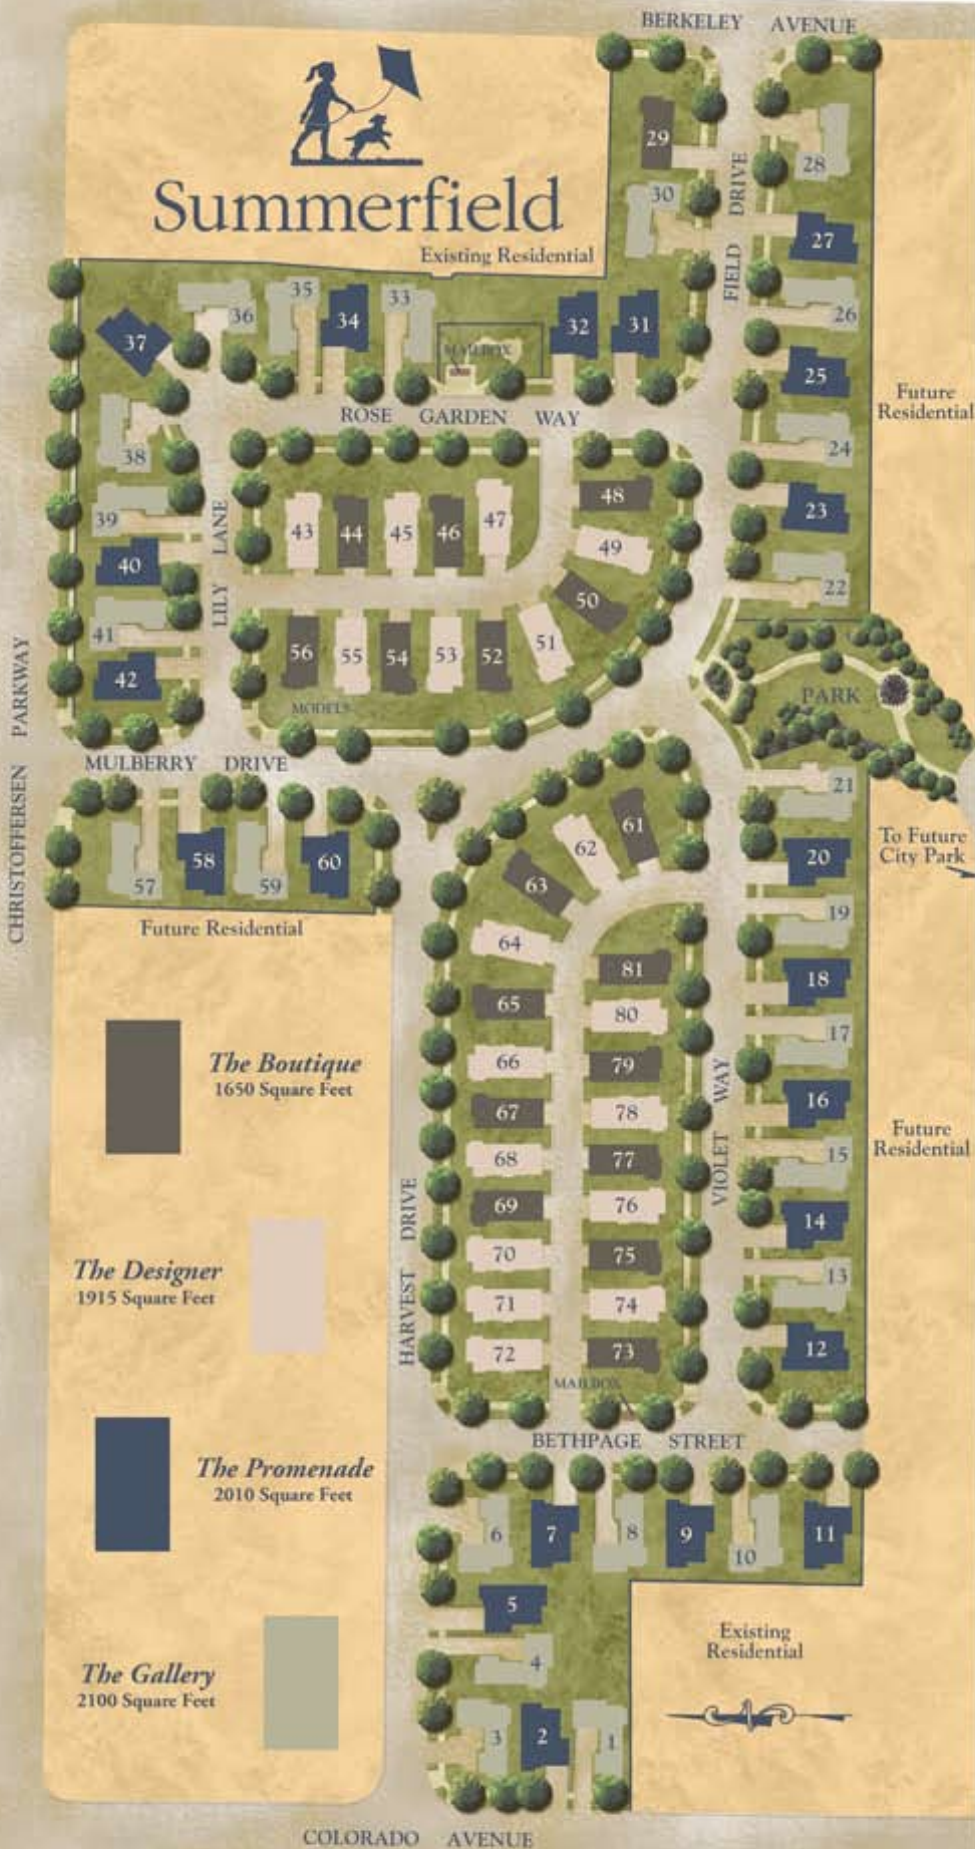 BERKELEY AVENUE
Summerfield
Existing Residential
29
28
30
FIELD DRIVE
27
26
25
24
23
22
Future
Residential
37
36
35
34
33
MAILBOX
32
31
ROSE GARDEN WAY
38
39
40
41
42
LILY LANE
43
44
45
46
47
48
49
50
56
55
54
53
52
51
MODELS
PARK
CHRISTOFFERSEN PARKWAY
MULBERRY DRIVE
57
58
59
60
Future Residential
61
62
63
64
65
66
67
68
69
70
71
72
81
80
79
78
77
76
75
74
73
MAILBOX
21
20
19
18
17
16
15
14
13
12
To Future
City Park
Future
Residential
VIOLET WAY
HARVEST DRIVE
The Boutique
1650 Square Feet
The Designer
1915 Square Feet
The Promenade
2010 Square Feet
The Gallery
2100 Square Feet
BETHPAGE STREET
6
7
8
9
10
11
5
4
3
2
1
Existing
Residential
COLORADO AVENUE